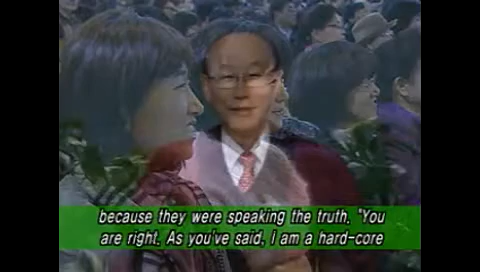 because they were speaking the truth. "You
are right. As you've said, I am a hard-core